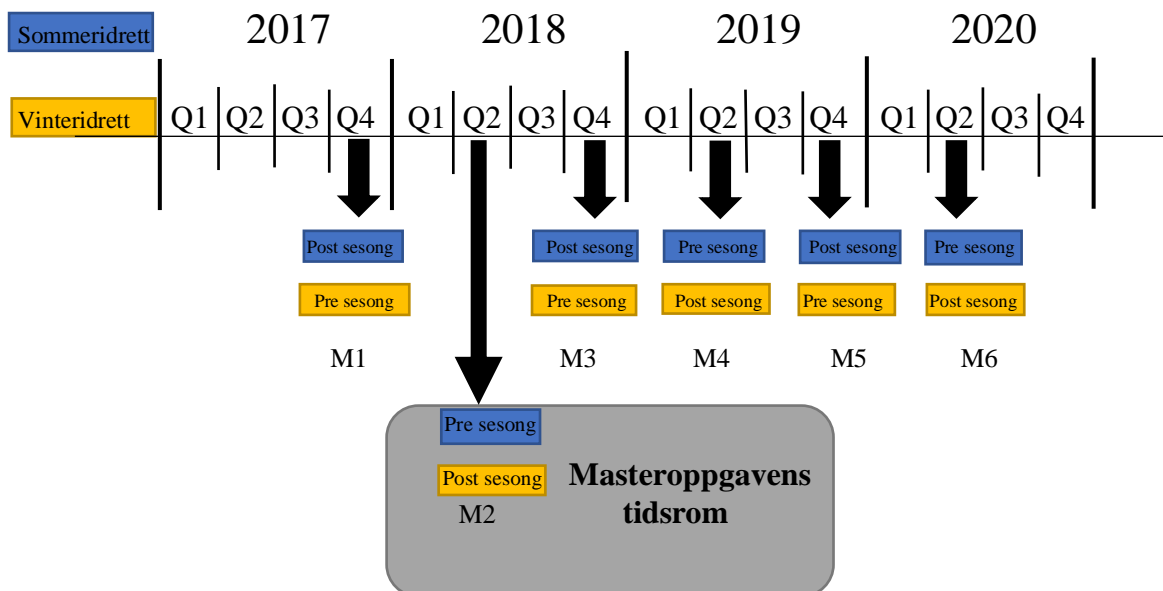 Sommeridrett
2017 2018 2019 2020
Vinteridrett
Q1 Q2 Q3 Q4 Q1 Q2 Q3 Q4 Q1 Q2 Q3 Q4 Q1 Q2 Q3 Q4
Post sesong Post sesong Pre sesong Post sesong Pre sesong
Pre sesong Pre sesong Post sesong Pre sesong Post sesong
M1 M3 M4 M5 M6
Pre sesong
Post sesong
M2
Masteroppgavens
tidsrom